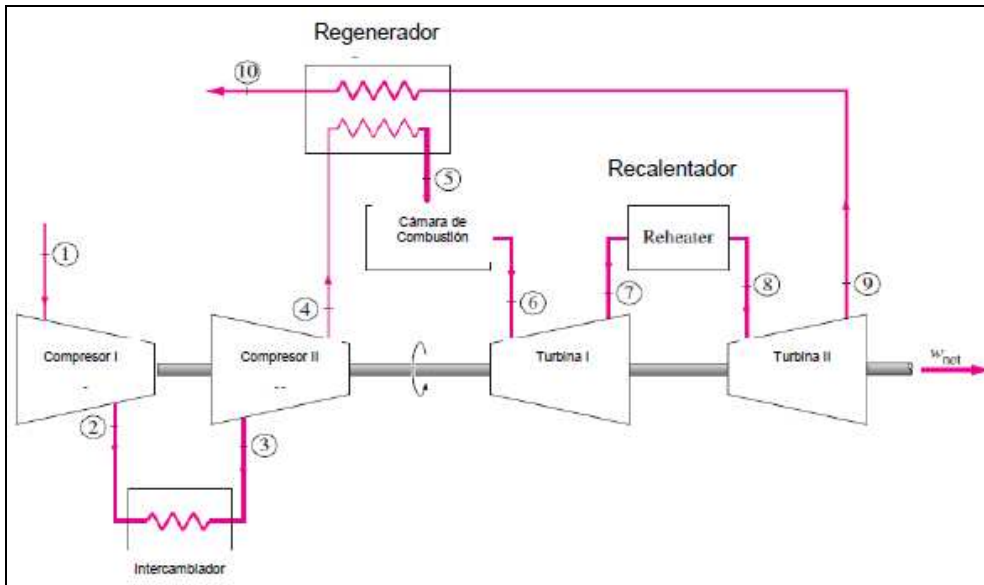 Regenerador
10
5
Recalentador
Cámara de
Combustión
Reheater
1
4
6
7
8
9
Compresor I
Compresor II
Turbina I
Turbina II
wnet
2
3
Intercambiador